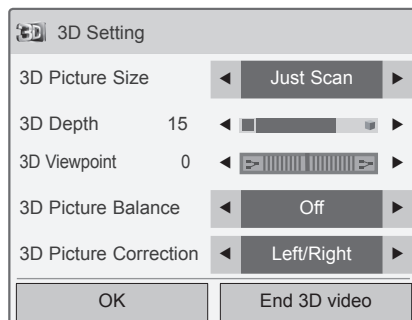 3D 3D Setting
3D Picture Size Just Scan
3D Depth 15
3D Viewpoint 0
3D Picture Balance Off
3D Picture Correction Left/Right
OK End 3D video